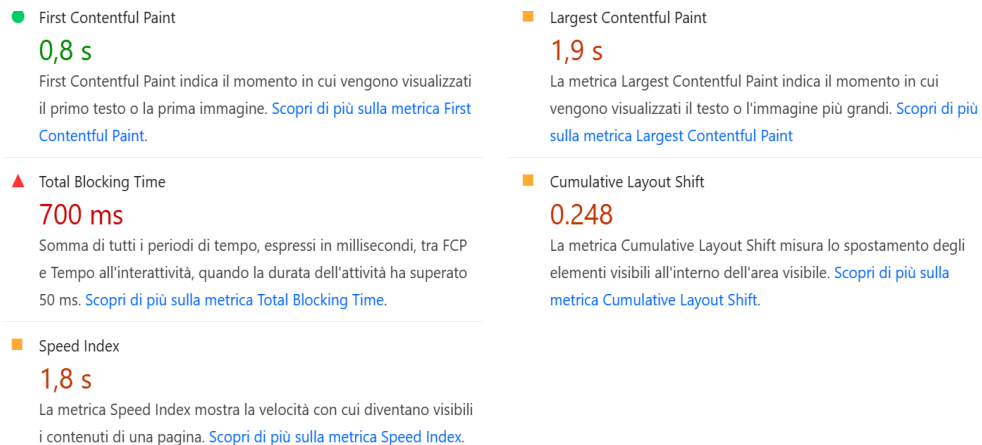 First Contentful Paint
0,8 s
First Contentful Paint indica il momento in cui vengono visualizzati
il primo testo o la prima immagine. Scopri di più sulla metrica First
Contentful Paint.
Largest Contentful Paint
1,9 s
La metrica Largest Contentful Paint indica il momento in cui
vengono visualizzati il testo o l'immagine più grandi. Scopri di più
sulla metrica Largest Contentful Paint
Total Blocking Time
700 ms
Somma di tutti i periodi di tempo, espressi in millisecondi, tra FCP
e Tempo all'interattività, quando la durata dell'attività ha superato
50 ms. Scopri di più sulla metrica Total Blocking Time.
Cumulative Layout Shift
0.248
La metrica Cumulative Layout Shift misura lo spostamento degli
elementi visibili all'interno dell'area visibile. Scopri di più sulla
metrica Cumulative Layout Shift.
Speed Index
1,8 s
La metrica Speed Index mostra la velocità con cui diventano visibili
i contenuti di una pagina. Scopri di più sulla metrica Speed Index.